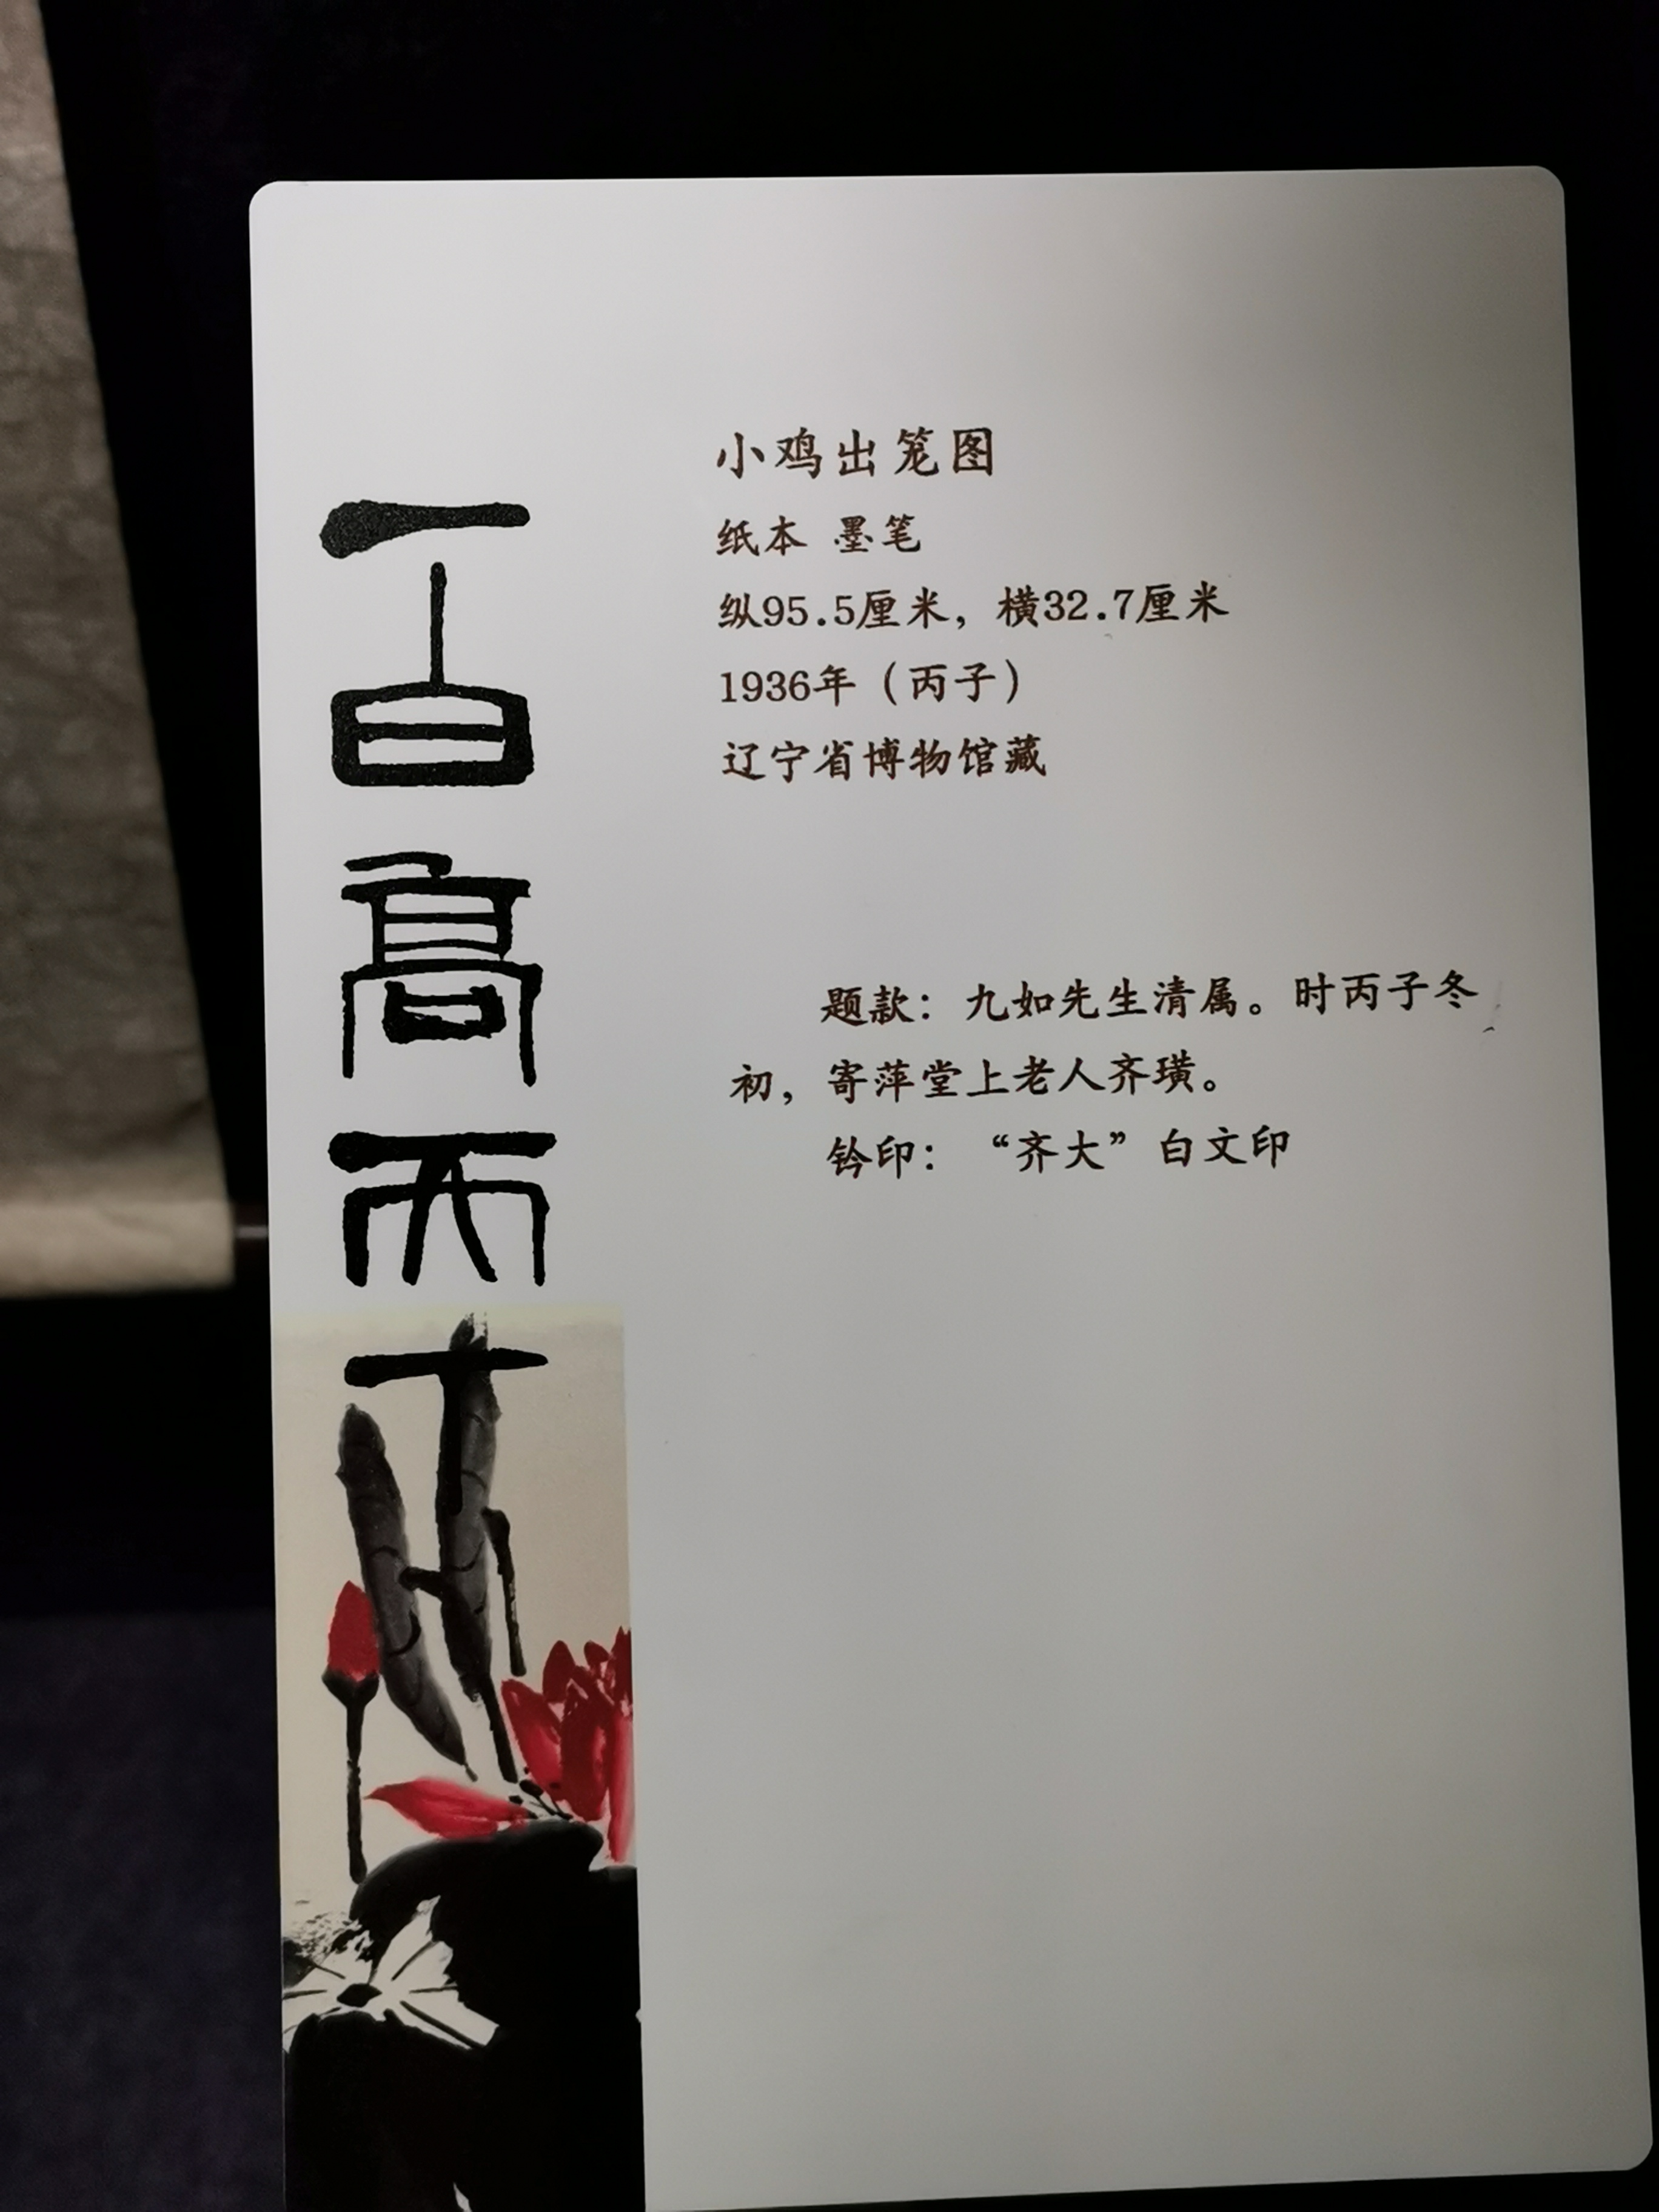 一白高天下
小鸡出笼图
纸本 墨笔
纵95.5厘米，横32.7厘米
1936年（丙子）
辽宁省博物馆藏
题款：九如先生清属。时丙子冬
初，寄萍堂上老人齐璜。
钤印：“齐大”白文印